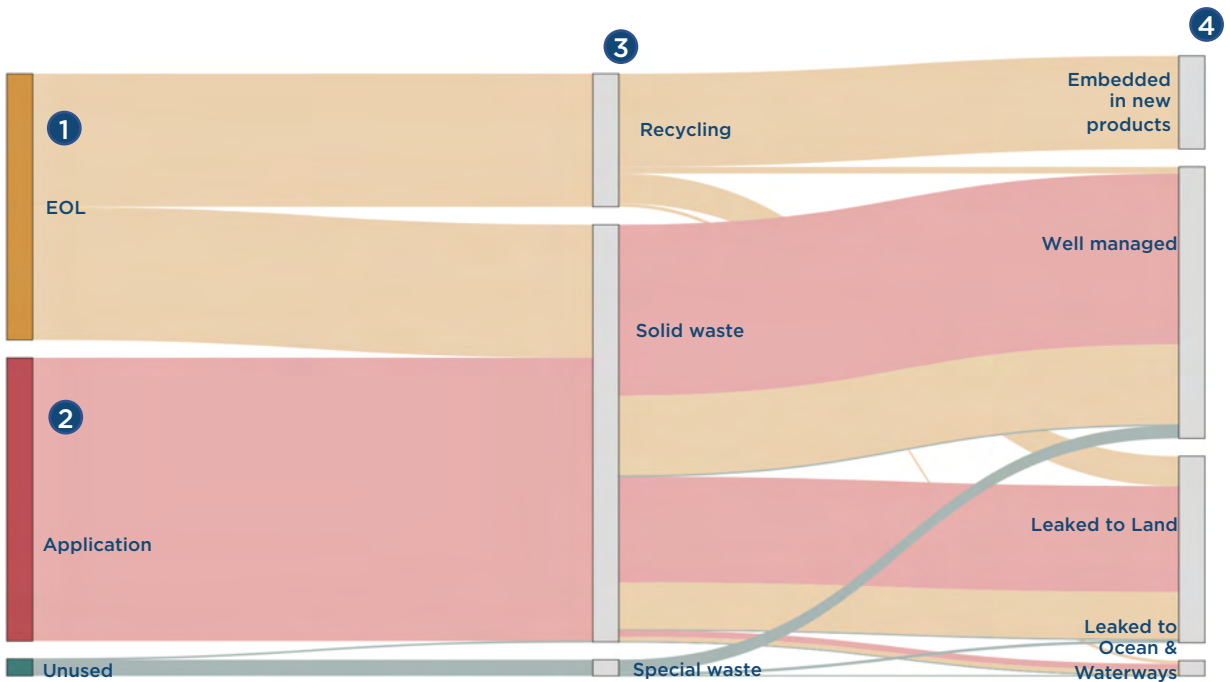 1
EOL
2
Application
Unused
3
Recycling
Solid waste
Special waste
4
Embedded
in new
products
Well managed
Leaked to Land
Leaked to
Ocean &
Waterways